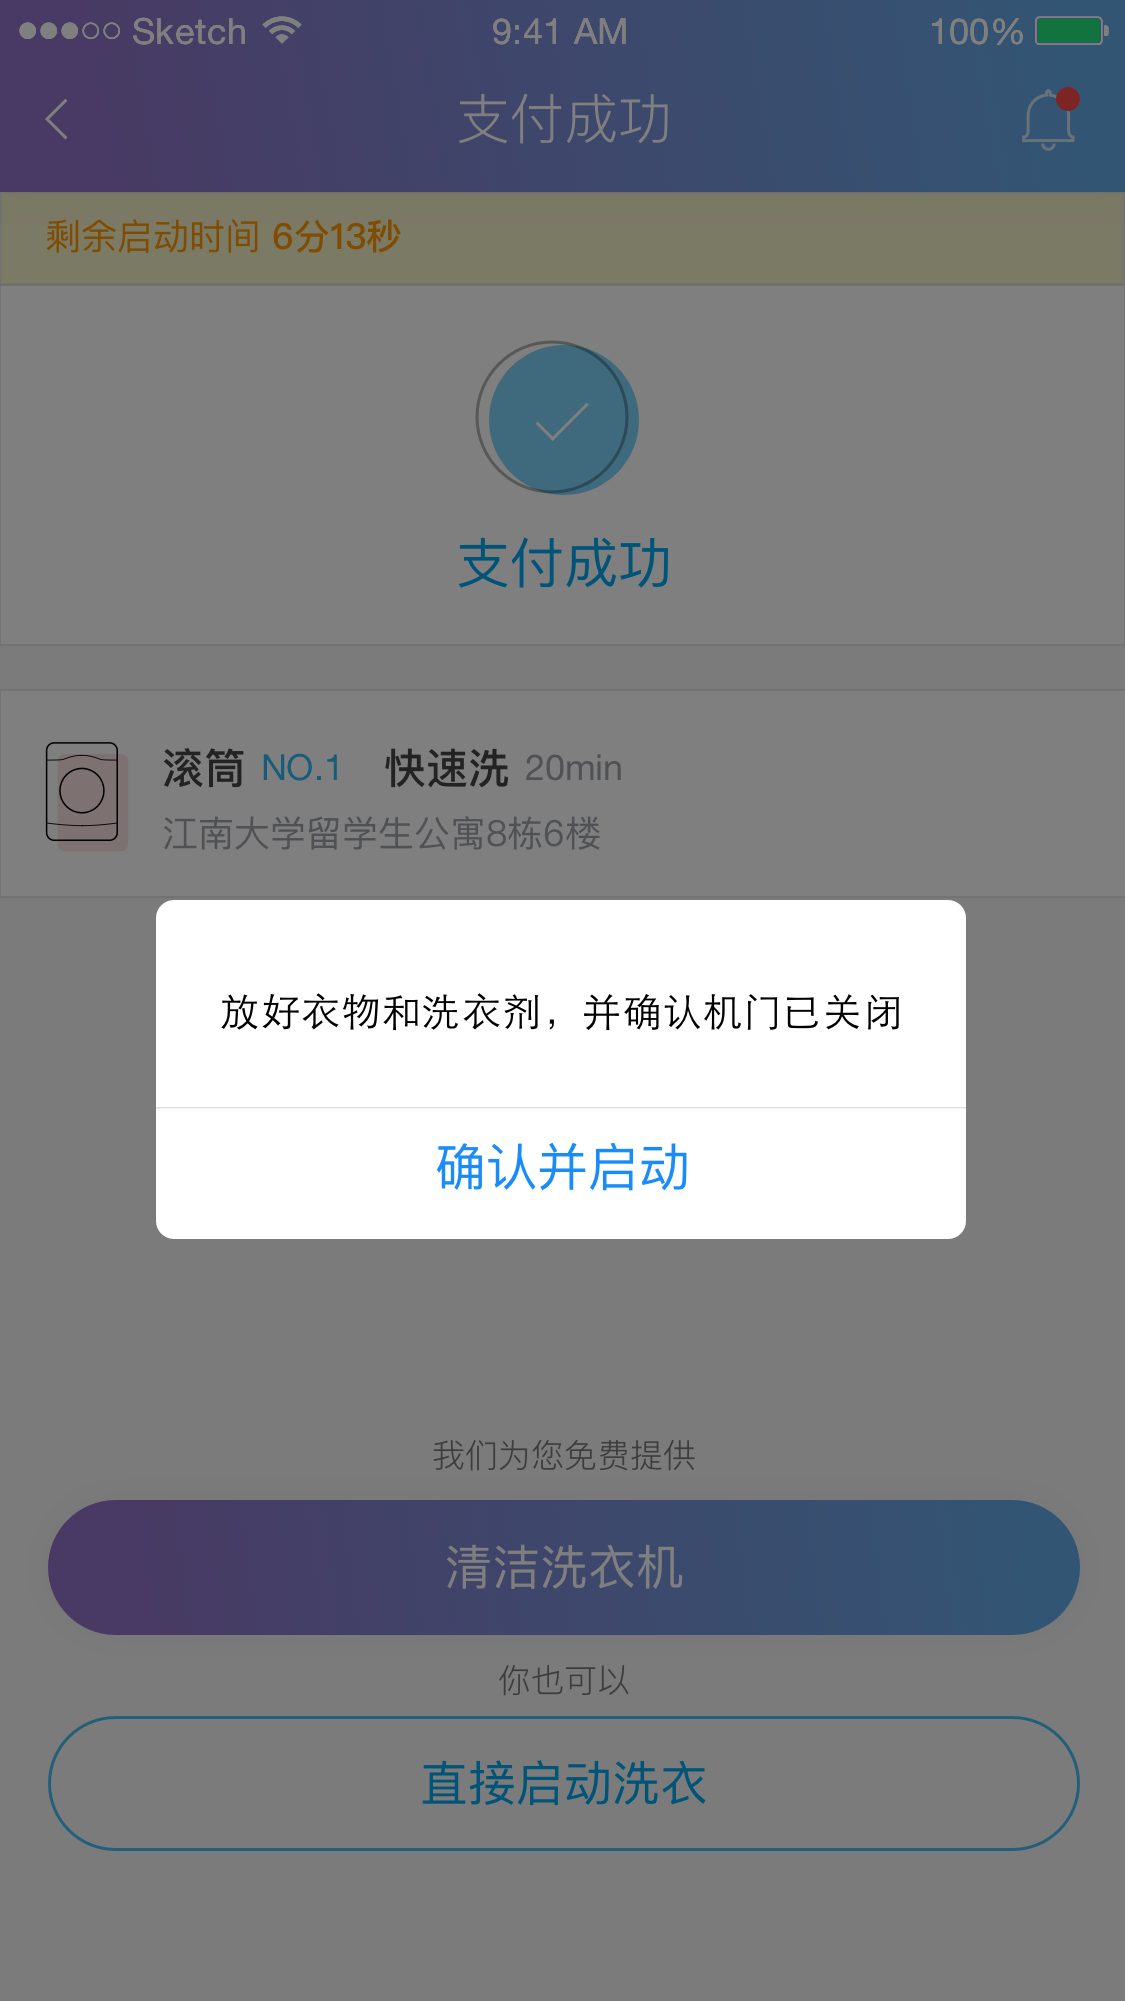 Sketch 9:41 AM 100%
支付成功
剩余启动时间 6分13秒
支付成功
滚筒 NO.1 快速洗 20min
江南大学留学生公寓8栋6楼
放好衣物和洗衣剂，并确认机门已关闭
确认并启动
我们为您免费提供
清洁洗衣机
你也可以
直接启动洗衣